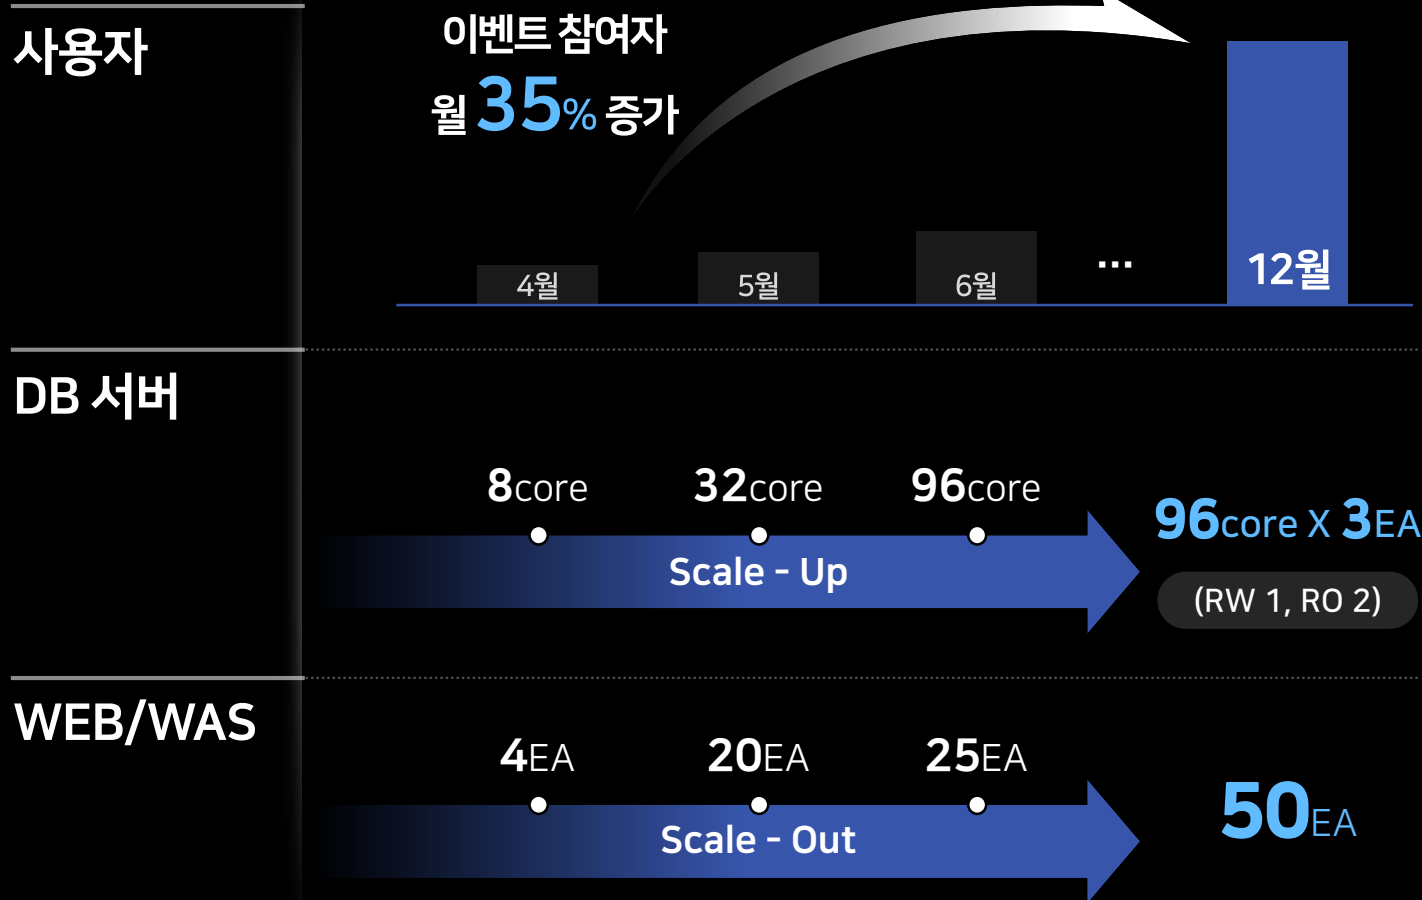 사용자
이벤트 참여자
월 35% 증가
4월
5월
6월
...
12월
DB 서버
8core
32core
96core
Scale - Up
96core X 3EA
(RW 1, RO 2)
WEB/WAS
4EA
20EA
25EA
Scale - Out
50EA